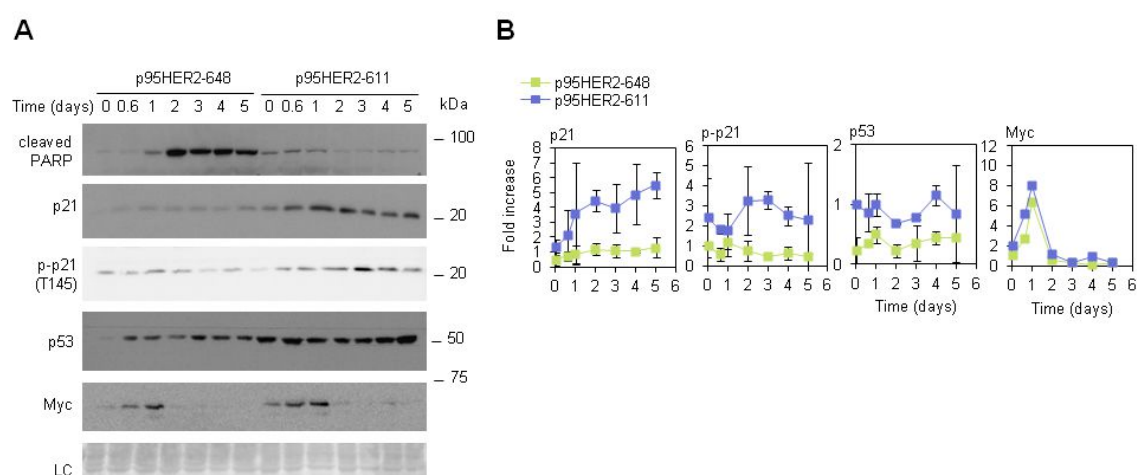 A
p95HER2-648 p95HER2-611
Time (days) 0 0.6 1 2 3 4 5 0 0.6 1 2 3 4 5 kDa
cleaved
PARP
– 100
p21
– 20
p-p21
(T145)
– 20
p53
– 50
– 75
Myc
LC
B
p95HER2-648
p95HER2-611
p21 p-p21 p53 Myc
Fold increase
8
7
6
5
4
3
2
1
0
0 1 2 3 4 5 6
8
7
6
5
4
3
2
1
0
0 1 2 3 4 5 6
2
1
0
0 1 2 3 4 5 6
12
10
8
6
4
2
0
0 1 2 3 4 5 6
Time (days) Time (days)